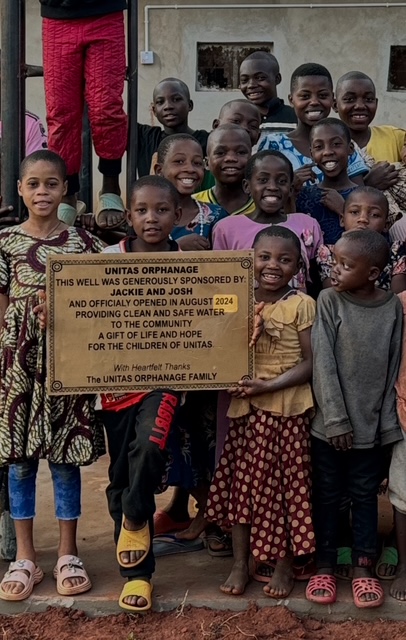 UNITAS ORPHANAGE
THIS WELL WAS GENEROUSLY SPONSORED BY:
JACKIE AND JOSH
AND OFFICIALY OPENED IN AUGUST 2024
PROVIDING CLEAN AND SAFE WATER
TO THE COMMUNITY
A GIFT OF LIFE AND HOPE
FOR THE CHILDREN OF UNITAS
With Heartfelt Thanks
The UNITAS ORPHANAGE FAMILY